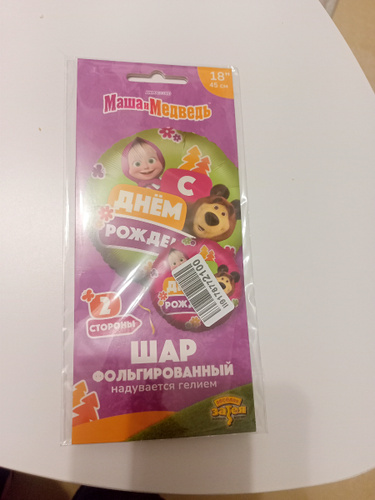 18"
45 см
Маша и Медведь
С
ДНЁМ
РОЖДЕ
2
СТОРОНЫ
ШАР
ФОЛЬГИРОВАННЫЙ
надувается гелием